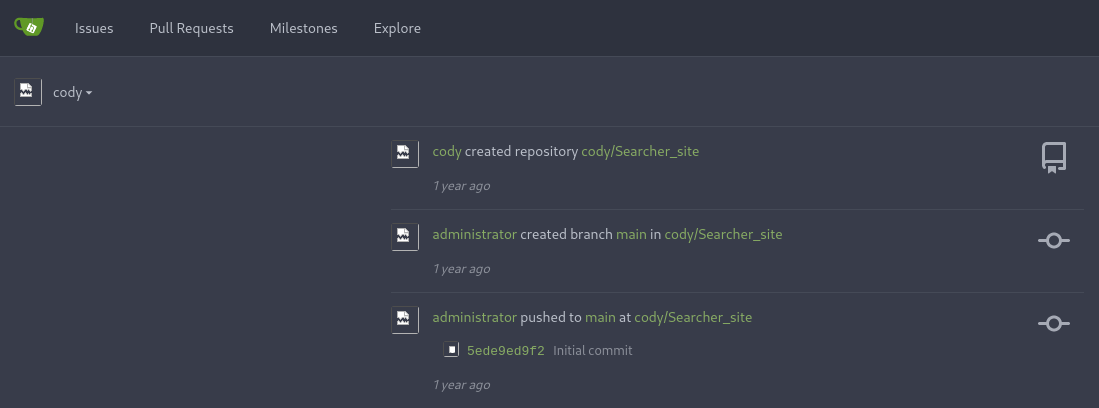 Issues Pull Requests Milestones Explore
cody
cody created repository cody/Searcher_site
1 year ago
administrator created branch main in cody/Searcher_site
1 year ago
administrator pushed to main at cody/Searcher_site
5ede9ed9f2 Initial commit
1 year ago